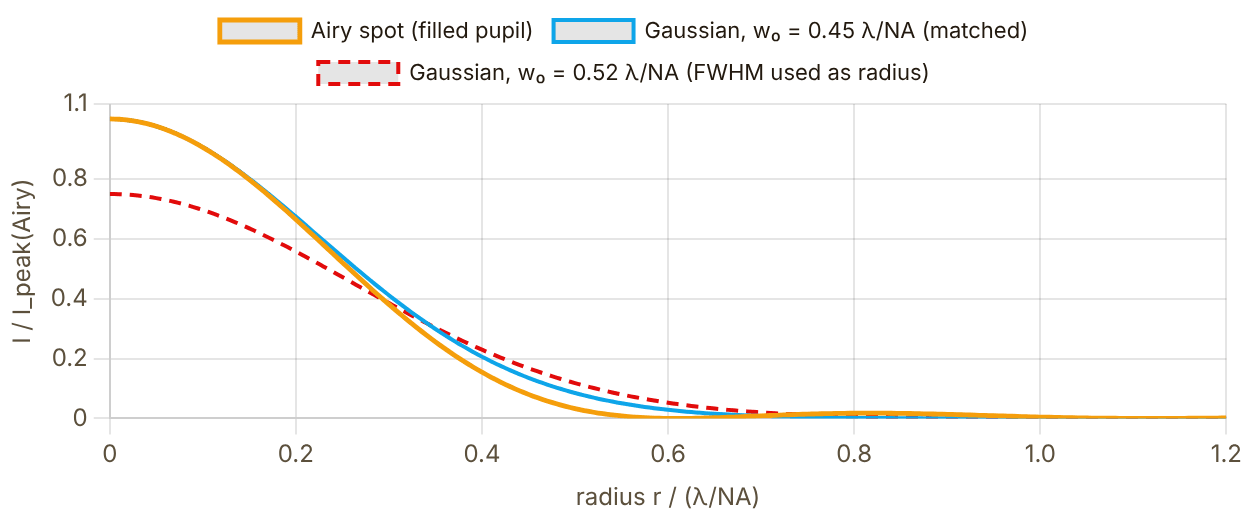 Airy spot (filled pupil) Gaussian, w₀ = 0.45 λ/NA (matched)
Gaussian, w₀ = 0.52 λ/NA (FWHM used as radius)
1.1
0.8
0.6
0.4
0.2
0
I / I_peak(Airy)
0 0.2 0.4 0.6 0.8 1.0 1.2
radius r / (λ/NA)